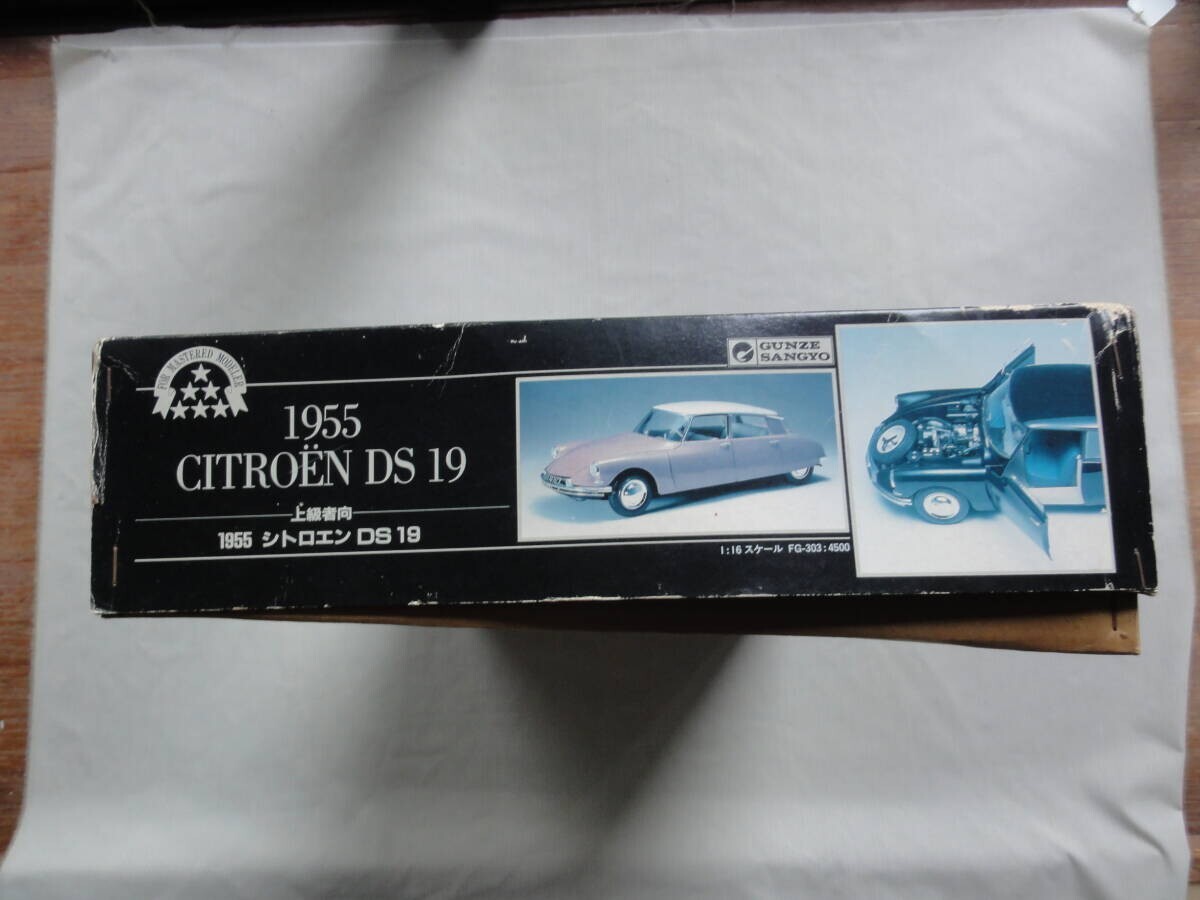 FOR MASTERED MODELER
1955
CITROËN DS 19
上級者向
1955 シトロエン DS 19
GUNZE
SANGYO
1:16 スケール FG-303:4500